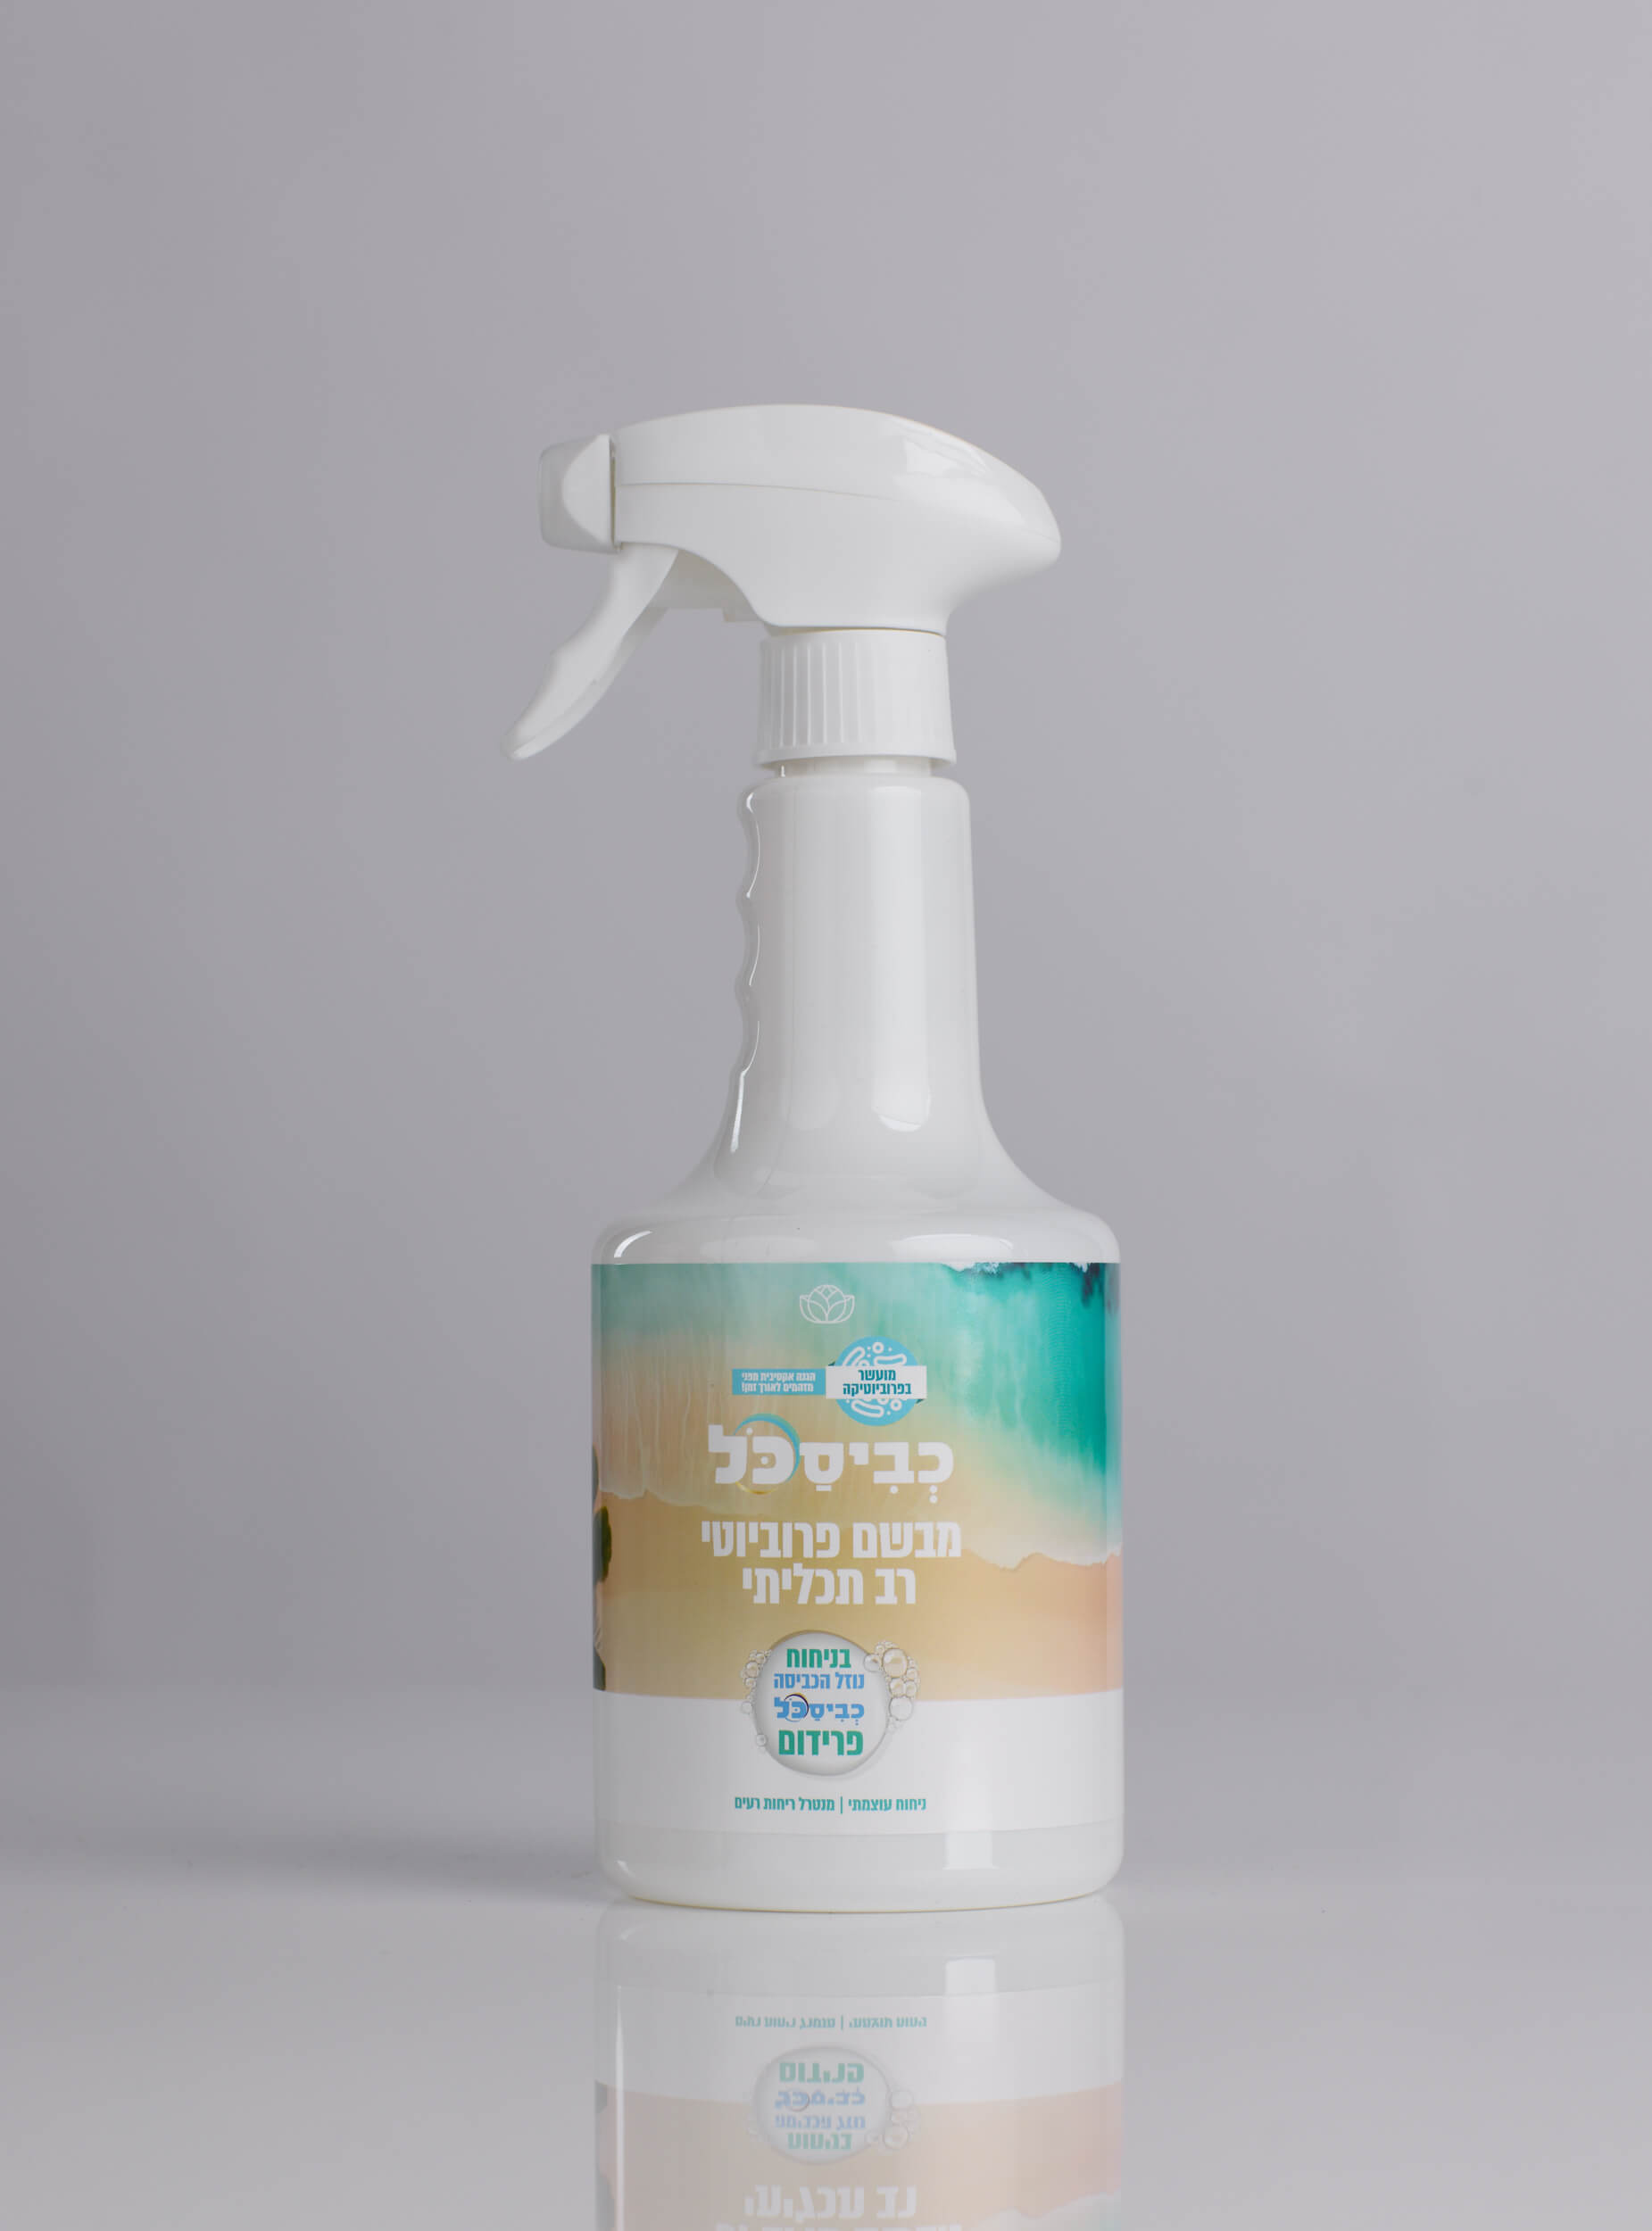 מועשר
בפרוביוטיקה
הגנה אקטיבית מפני
מזהמים לאורך זמן!
כְּבִיסַכֹּל
מבשם פרוביוטי
רב תכליתי
בניחוח
נוזל הכביסה
כְּבִיסַכֹּל
פרידום
ניחוח עוצמתי | מנטרל ריחות רעים